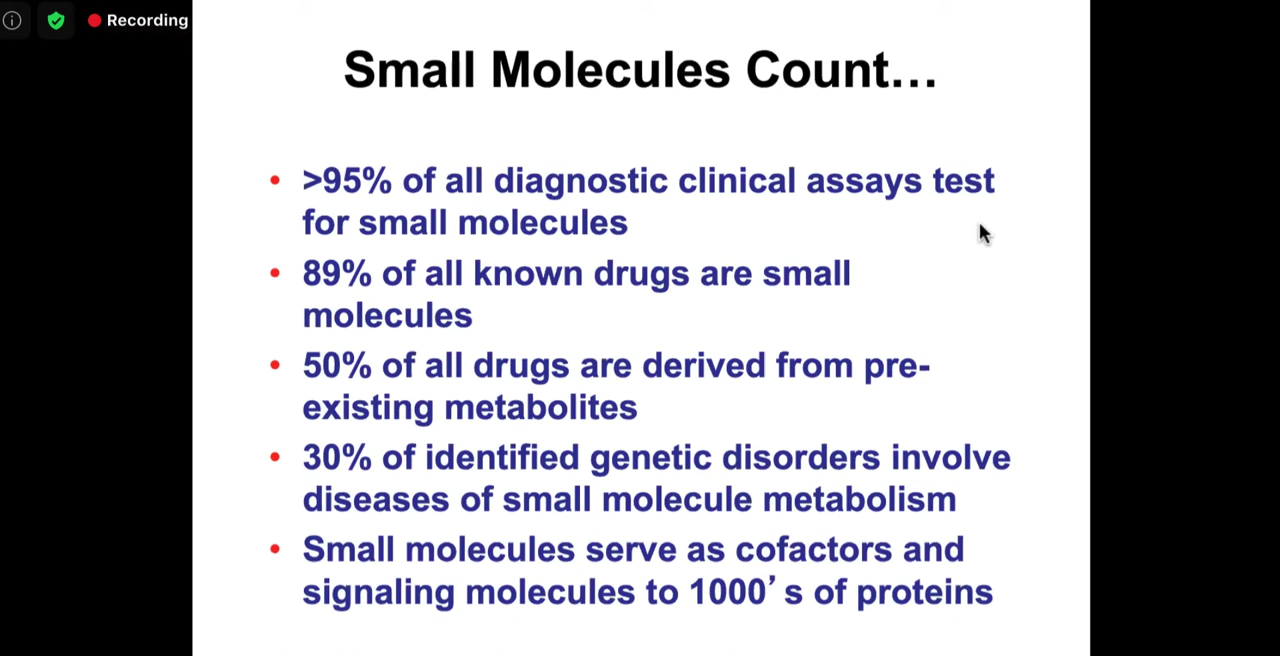 Recording
Small Molecules Count…
• >95% of all diagnostic clinical assays test
for small molecules
• 89% of all known drugs are small
molecules
• 50% of all drugs are derived from pre-
existing metabolites
• 30% of identified genetic disorders involve
diseases of small molecule metabolism
• Small molecules serve as cofactors and
signaling molecules to 1000’ s of proteins